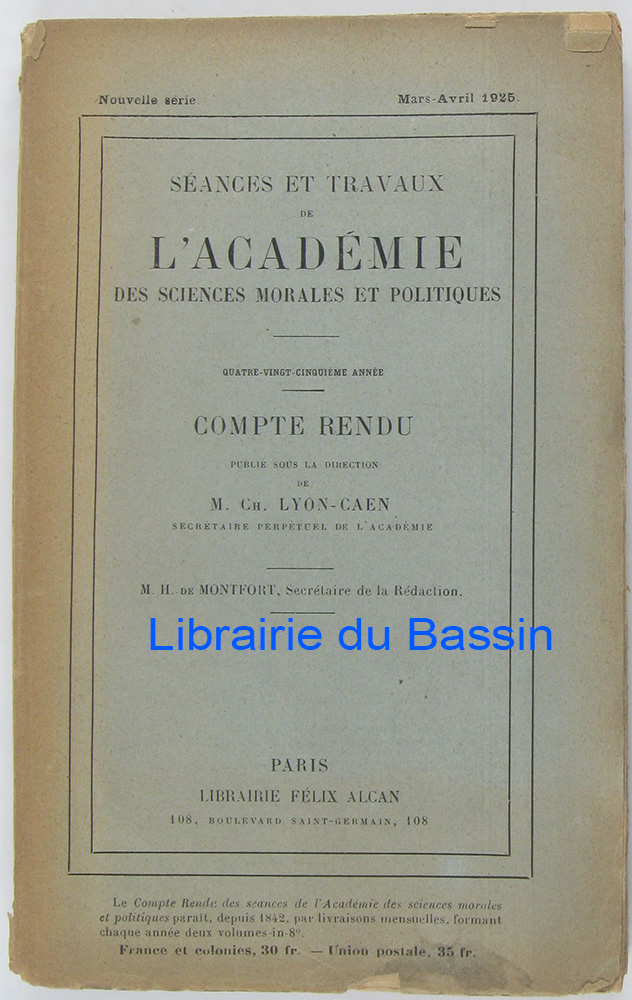 Nouvelle série. Mars-Avril 1925.
SÉANCES ET TRAVAUX
DE
L'ACADÉMIE
DES SCIENCES MORALES ET POLITIQUES
QUATRE-VINGT-CINQUIÈME ANNÉE
COMPTE RENDU
PUBLIÉ SOUS LA DIRECTION
DE
M. CH. LYON-CAEN
SECRÉTAIRE PERPÉTUEL DE L'ACADÉMIE
M. H. DE MONTFORT, Secrétaire de la Rédaction.
Librairie du Bassin
PARIS
LIBRAIRIE FÉLIX ALCAN
108, BOULEVARD SAINT-GERMAIN, 108
Le Compte Rendu des séances de l'Académie des sciences morales
et politiques paraît, depuis 1842, par livraisons mensuelles, formant
chaque année deux volumes in-8°.
France et colonies, 30 fr. — Union postale, 35 fr.